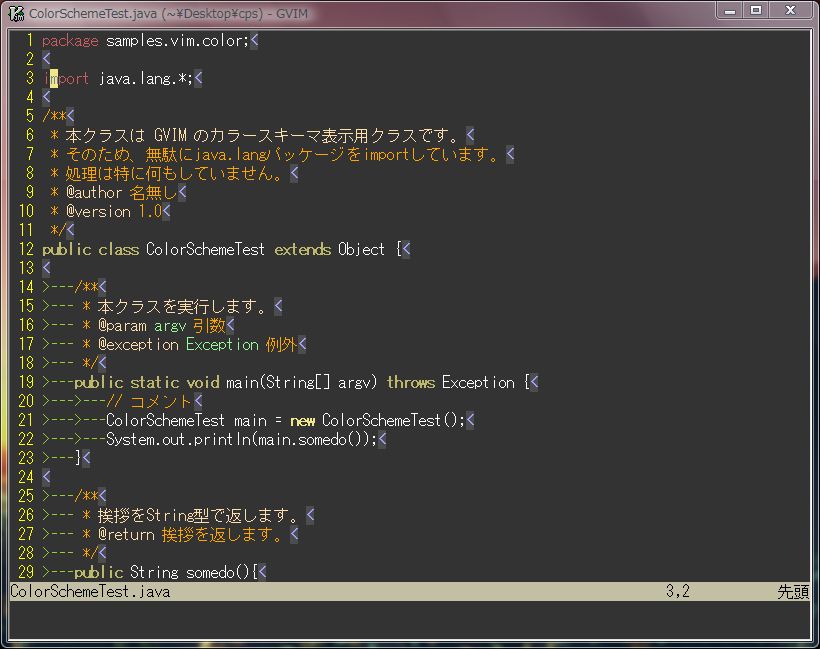 ColorSchemeTest.java (~¥Desktop¥cps) - GVIM
1 package samples.vim.color;<
2 <
3 import java.lang.*;<
4 <
5 /**<
6  * 本クラスは GVIM のカラースキーマ表示用クラスです。<
7  * そのため、無駄にjava.langパッケージをimportしています。<
8  * 処理は特に何もしていません。<
9  * @author 名無し<
10  * @version 1.0<
11  */<
12 public class ColorSchemeTest extends Object {<
13 <
14 >---/**<
15 >--- * 本クラスを実行します。<
16 >--- * @param argv 引数<
17 >--- * @exception Exception 例外<
18 >--- */<
19 >---public static void main(String[] argv) throws Exception {<
20 >--->---// コメント<
21 >--->---ColorSchemeTest main = new ColorSchemeTest();<
22 >--->---System.out.println(main.somedo());<
23 >---}<
24 <
25 >---/**<
26 >--- * 挨拶をString型で返します。<
27 >--- * @return 挨拶を返します。<
28 >--- */<
29 >---public String somedo(){<
ColorSchemeTest.java 3,2 先頭